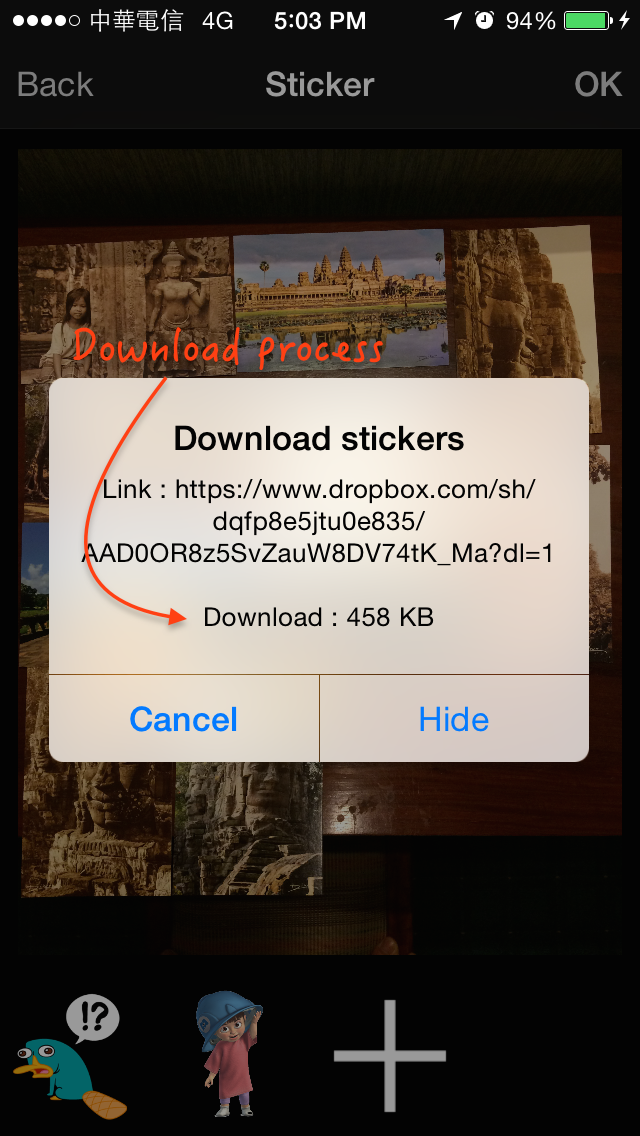 中華電信 4G 5:03 PM 94%
Back Sticker OK
Download process
Download stickers
Link : https://www.dropbox.com/sh/
dqfp8e5jtu0e835/
AAD0OR8z5SvZauW8DV74tK_Ma?dl=1
Download : 458 KB
Cancel Hide
!?